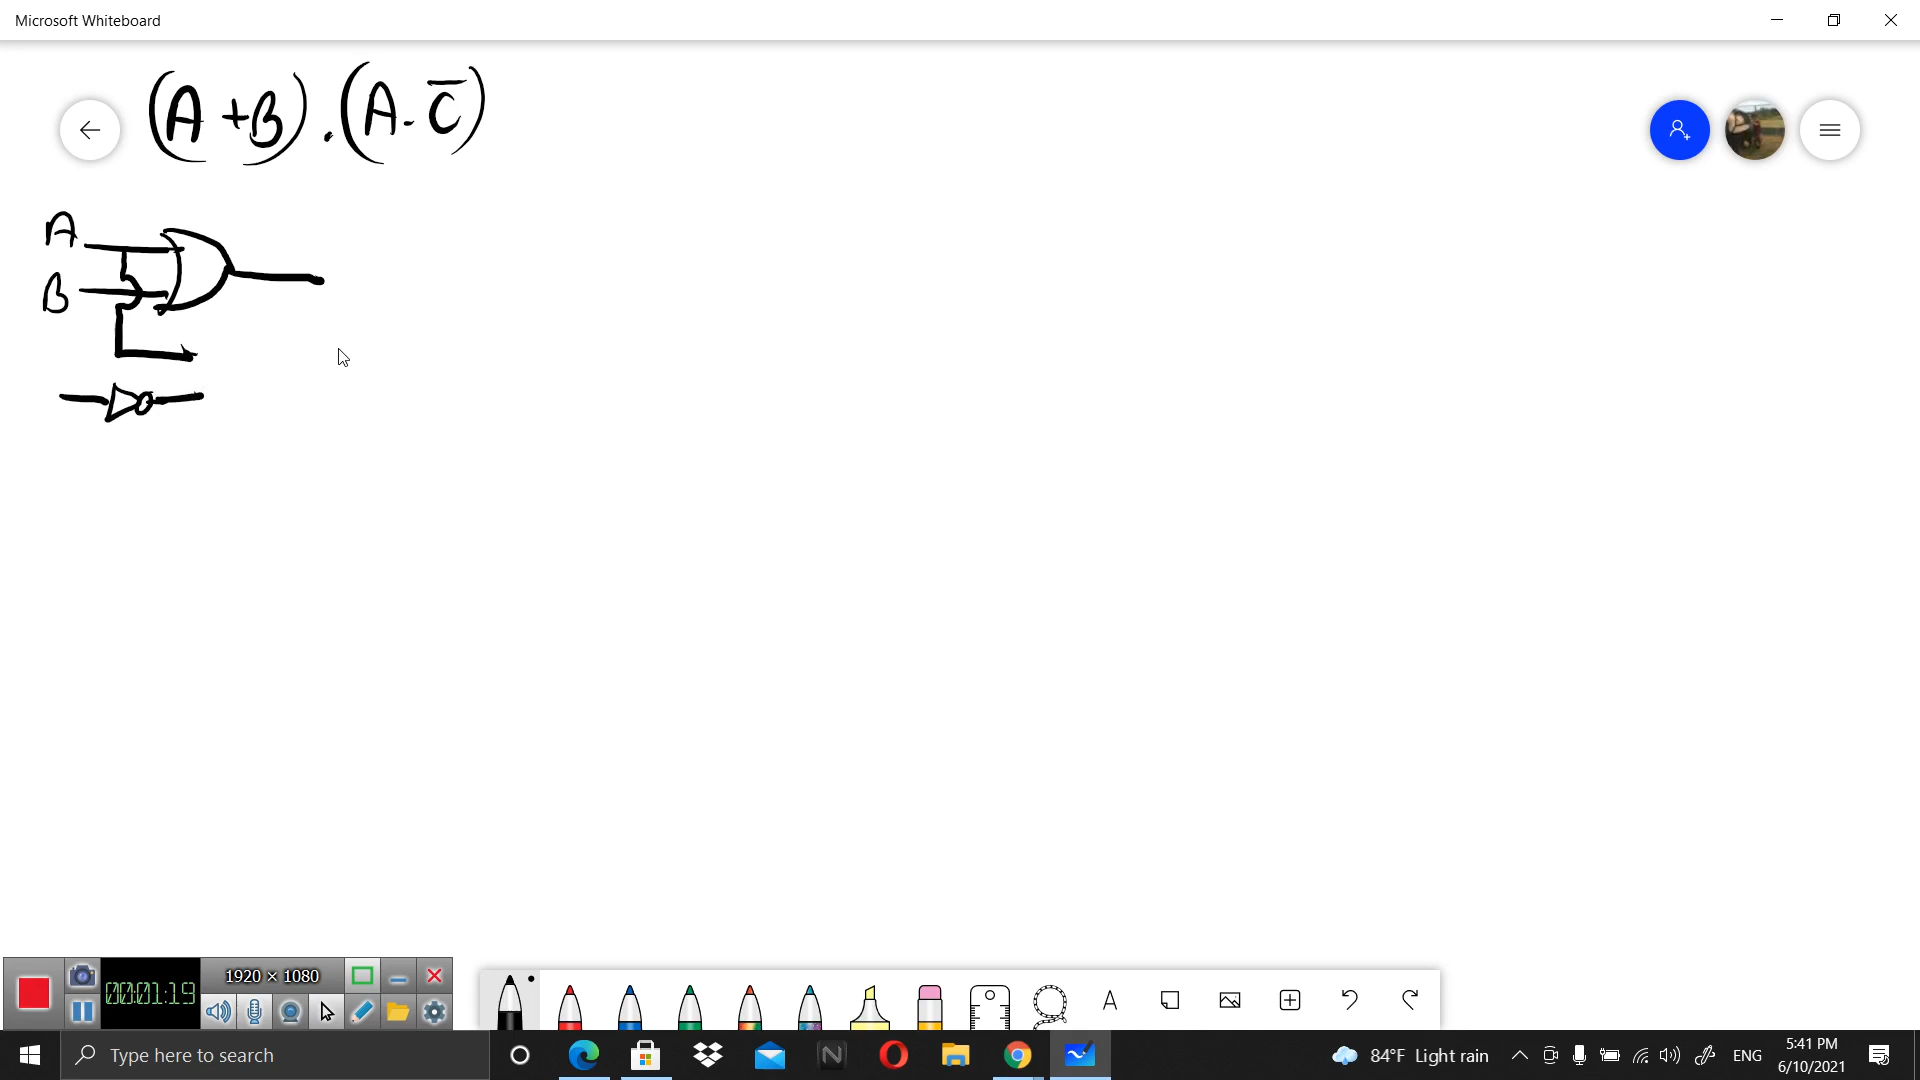 Microsoft Whiteboard
(A + B) . (A . C̅)
A
B
00:01:19
1920 × 1080
A
Type here to search
N
84°F Light rain
ENG
5:41 PM
6/10/2021